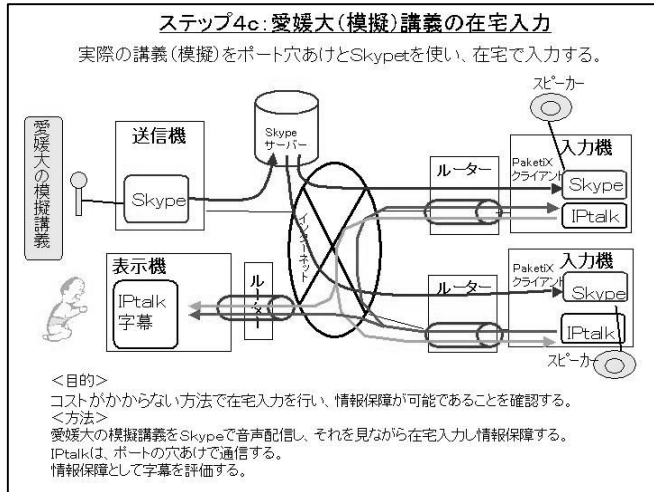 ステップ4c:愛媛大(模擬)講義の在宅入力
実際の講義(模擬)をポート穴あけとSkypetを使い、在宅で入力する。
スピーカー
愛媛大の模擬講義
送信機
Skype
Skype
サーバー
インターネット
ルーター
入力機
PaketiX
クライアント
Skype
IPtalk
表示機
IPtalk
字幕
ルーター
ルーター
入力機
PaketiX
クライアント
Skype
IPtalk
スピーカー
<目的>
コストがかからない方法で在宅入力を行い、情報保障が可能であることを確認する。
<方法>
愛媛大の模擬講義をSkypeで音声配信し、それを見ながら在宅入力し情報保障する。
IPtalkは、ポートの穴あけで通信する。
情報保障として字幕を評価する。